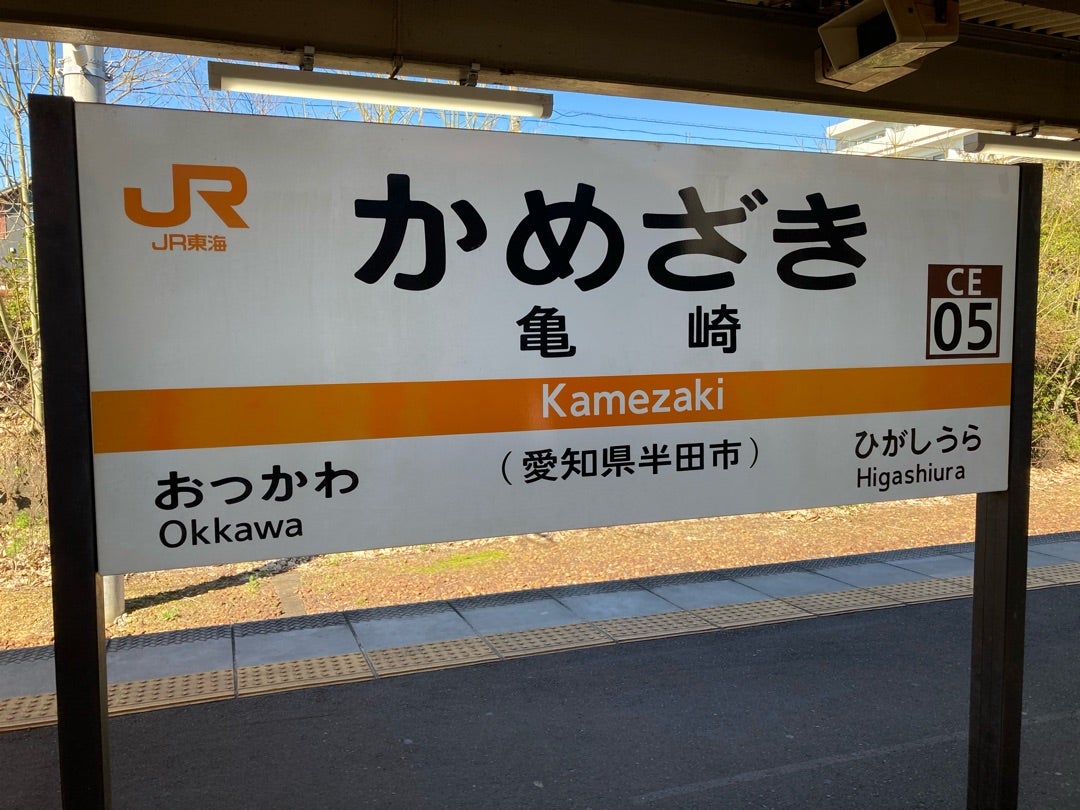 JR
JR東海
かめざき
亀崎
CE
05
Kamezaki
(愛知県半田市)
おっかわ
Okkawa
ひがしうら
Higashiura